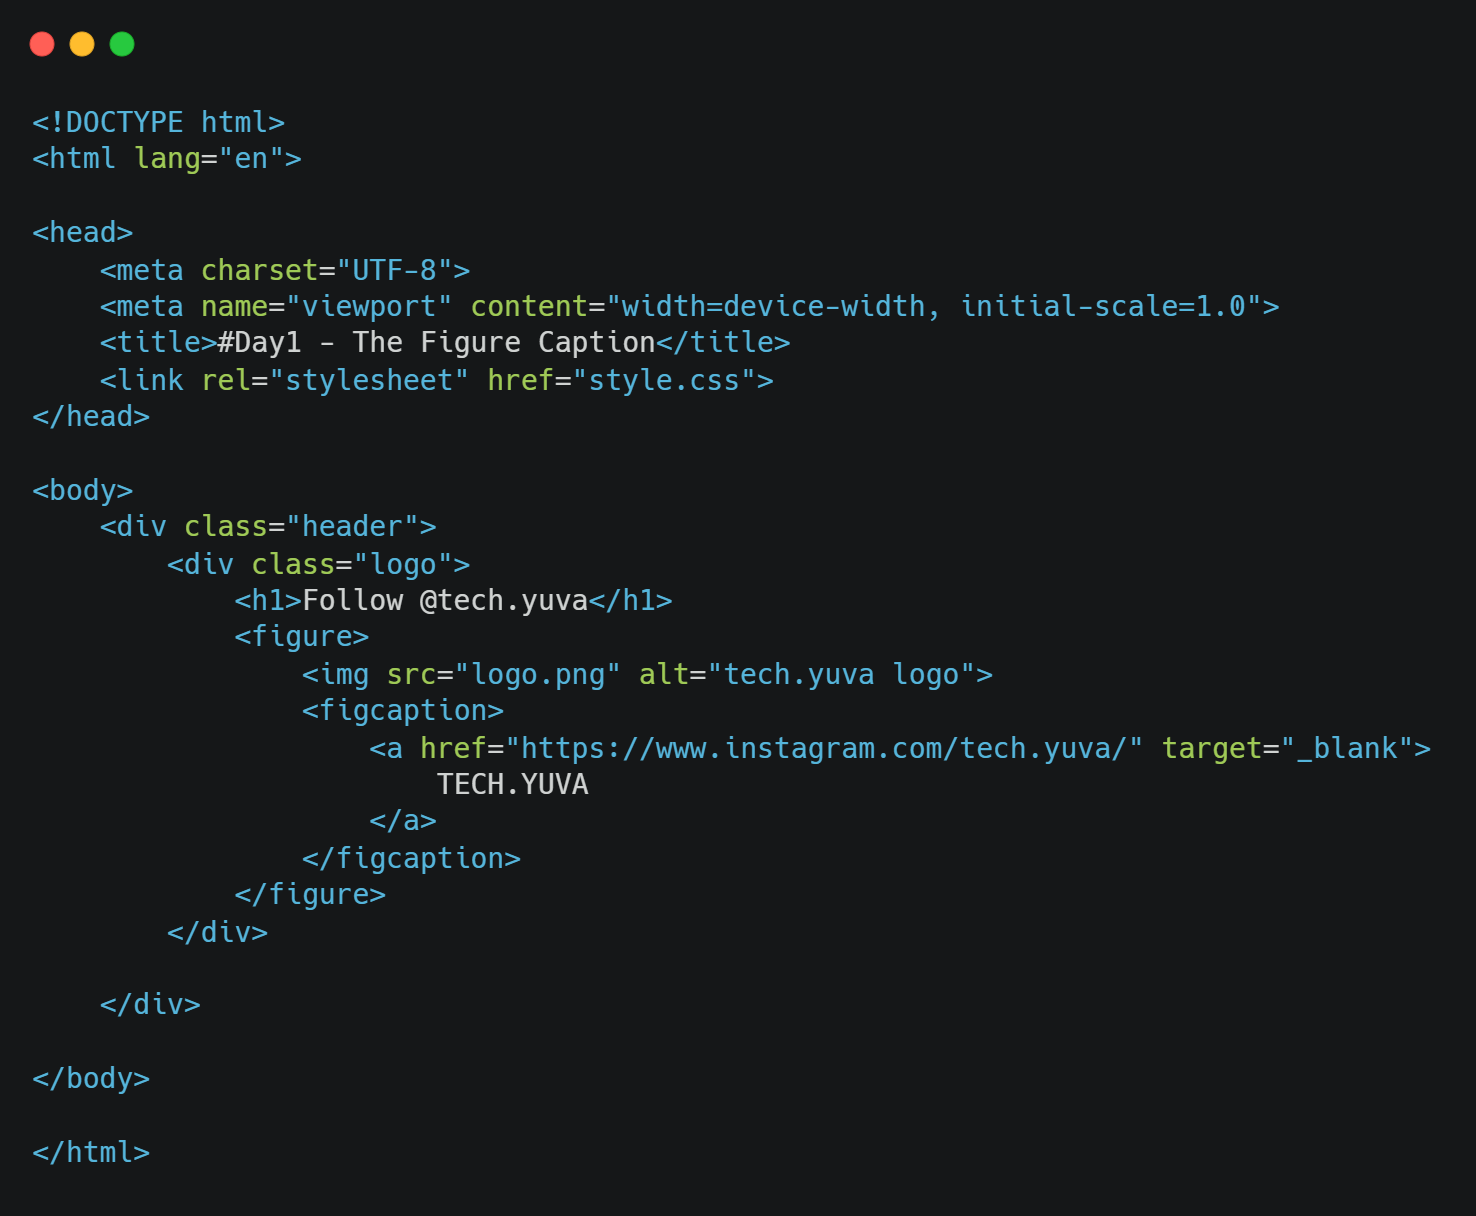 <!DOCTYPE html>
<html lang="en">
<head>
    <meta charset="UTF-8">
    <meta name="viewport" content="width=device-width, initial-scale=1.0">
    <title>#Day1 - The Figure Caption</title>
    <link rel="stylesheet" href="style.css">
</head>
<body>
    <div class="header">
        <div class="logo">
            <h1>Follow @tech.yuva</h1>
            <figure>
                <img src="logo.png" alt="tech.yuva logo">
                <figcaption>
                    <a href="https://www.instagram.com/tech.yuva/" target="_blank">
                        TECH.YUVA
                    </a>
                </figcaption>
            </figure>
        </div>
    </div>
</body>
</html>